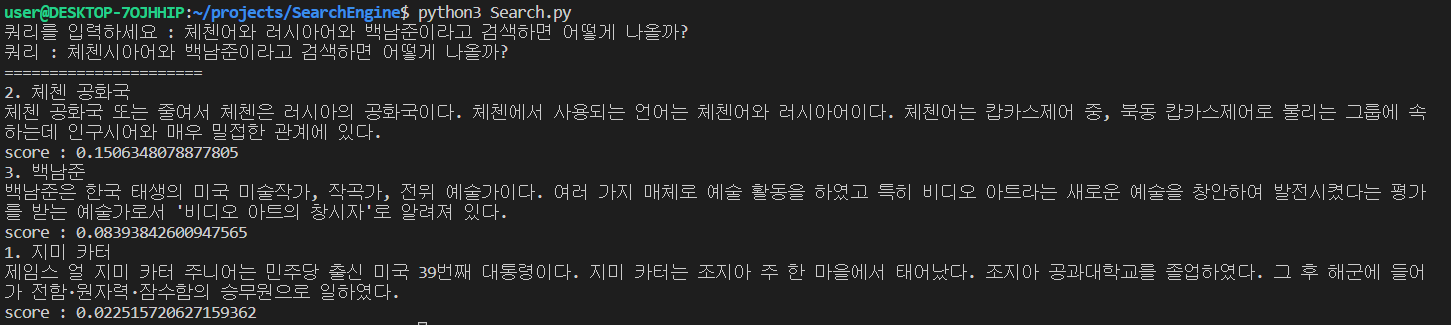 user@DESKTOP-7OJHHIP:~/projects/SearchEngine$ python3 Search.py
쿼리를 입력하세요 : 체첸어와 러시아어와 백남준이라고 검색하면 어떻게 나올까?
쿼리 : 체첸시아어와 백남준이라고 검색하면 어떻게 나올까?
======================
2. 체첸 공화국
체첸 공화국 또는 줄여서 체첸은 러시아의 공화국이다. 체첸에서 사용되는 언어는 체첸어와 러시아어이다. 체첸어는 캅카스제어 중, 북동 캅카스제어로 불리는 그룹에 속
하는데 인구시어와 매우 밀접한 관계에 있다.
score : 0.1506348078877805
3. 백남준
백남준은 한국 태생의 미국 미술작가, 작곡가, 전위 예술가이다. 여러 가지 매체로 예술 활동을 하였고 특히 비디오 아트라는 새로운 예술을 창안하여 발전시켰다는 평가
를 받는 예술가로서 '비디오 아트의 창시자'로 알려져 있다.
score : 0.08393842600947565
1. 지미 카터
제임스 얼 지미 카터 주니어는 민주당 출신 미국 39번째 대통령이다. 지미 카터는 조지아 주 한 마을에서 태어났다. 조지아 공과대학교를 졸업하였다. 그 후 해군에 들어
가 전함·원자력·잠수함의 승무원으로 일하였다.
score : 0.022515720627159362